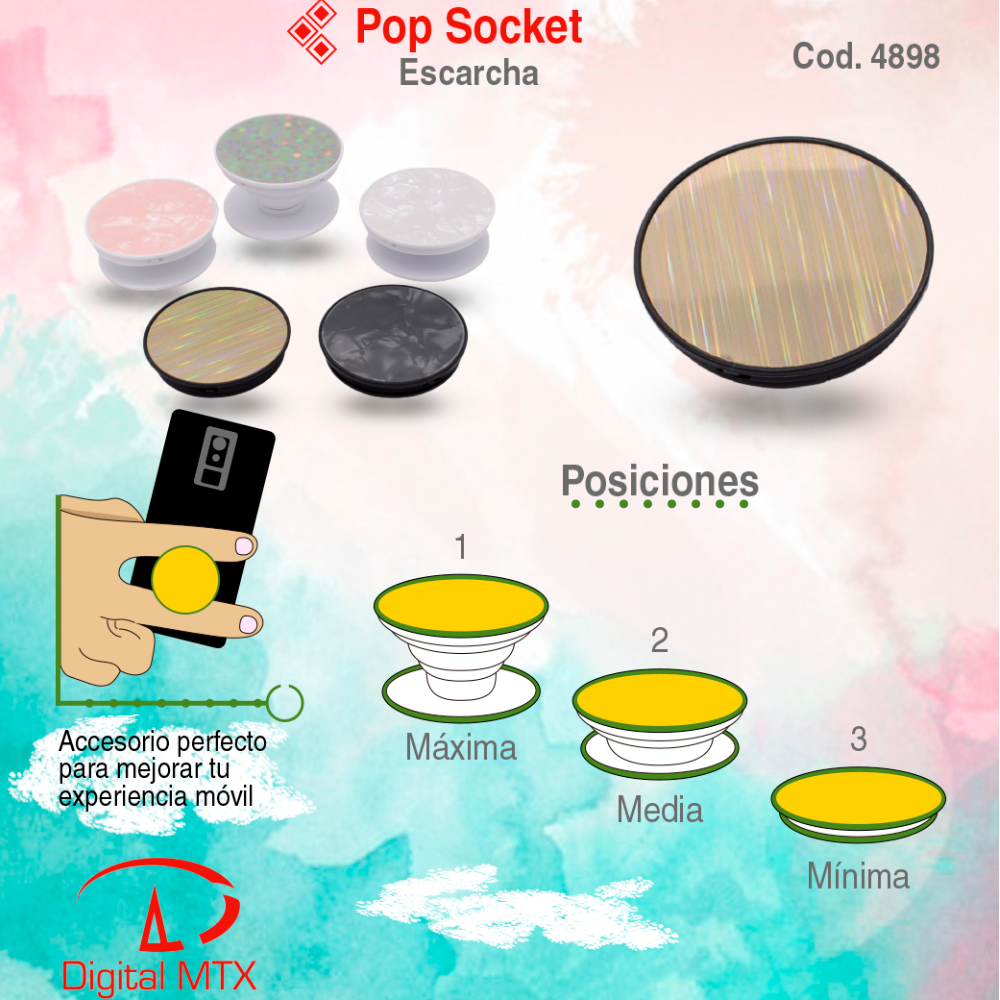 Pop Socket
Escarcha
Cod. 4898
Posiciones
1
Máxima
2
Media
3
Mínima
Accesorio perfecto
para mejorar tu
experiencia móvil
Digital MTX